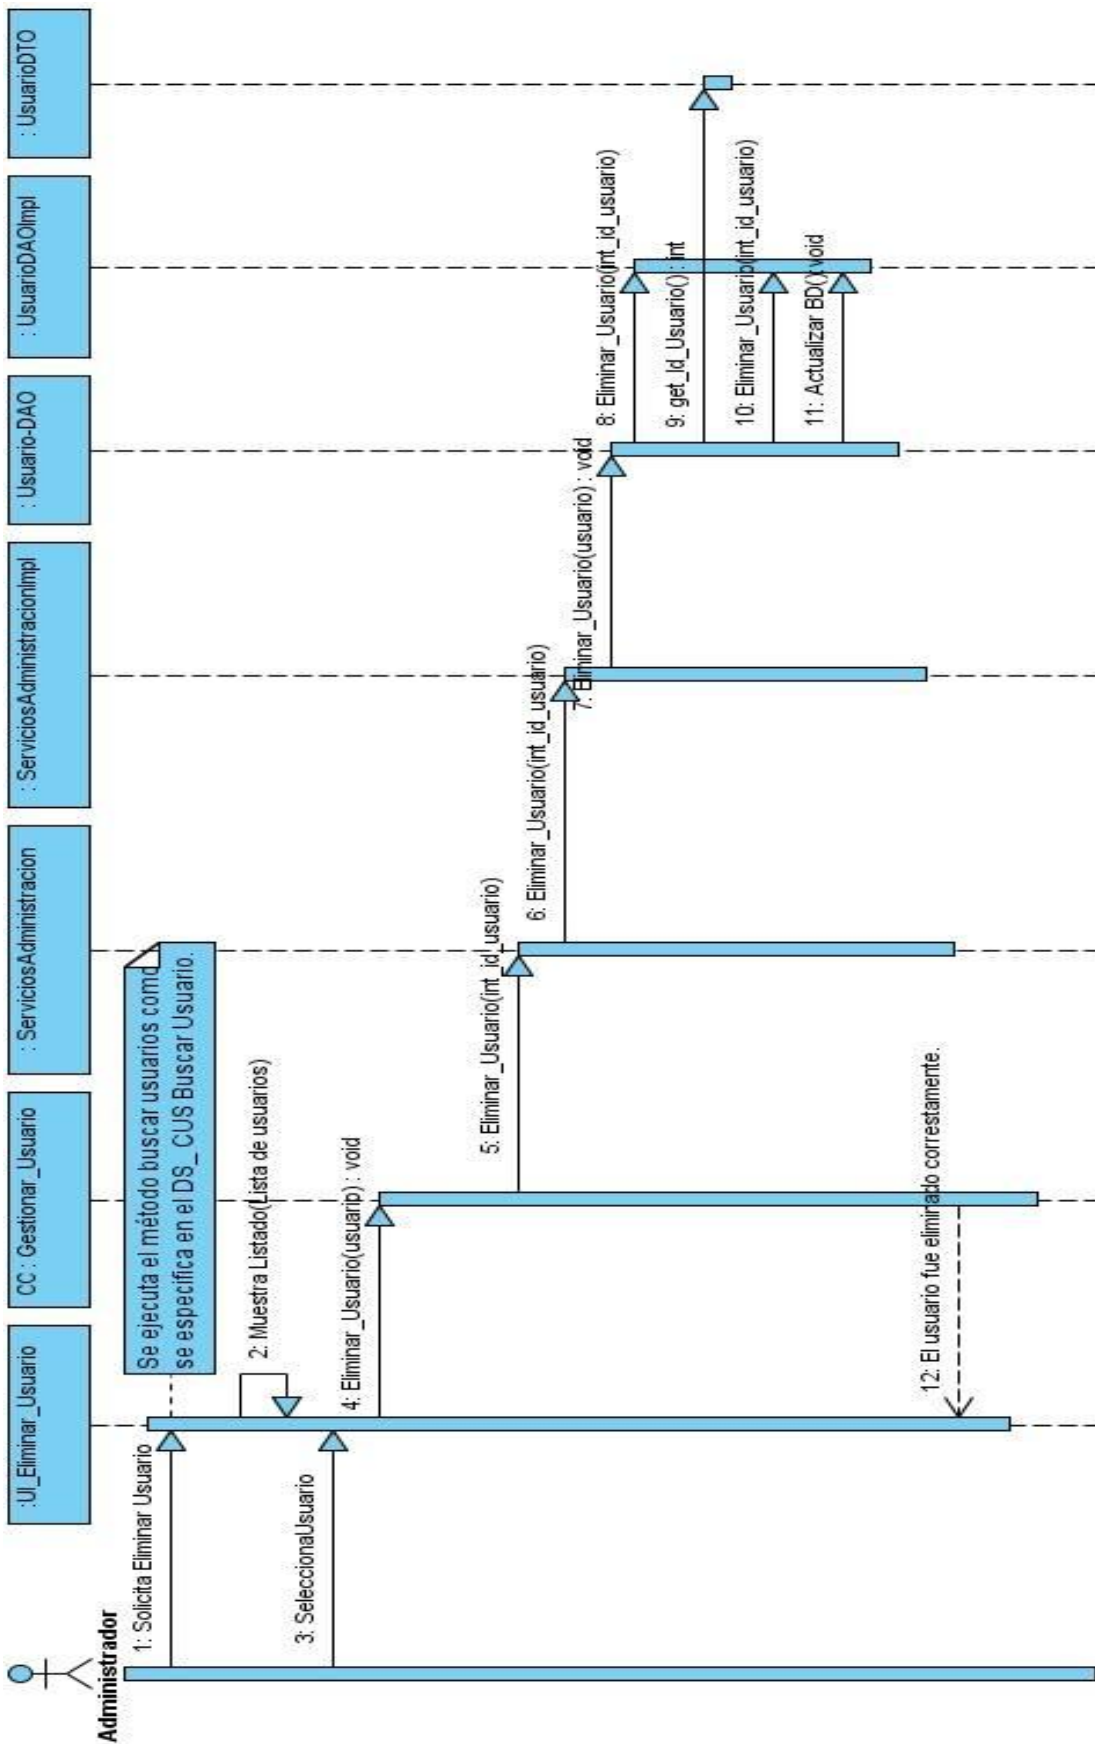 Administrador
:UI_Eliminar_Usuario
CC : Gestionar_Usuario
: ServiciosAdministracion
: ServiciosAdministracionImpl
: Usuario-DAO
: UsuarioDAOImpl
: UsuarioDTO
Se ejecuta el método buscar usuarios como
se especifica en el DS_ CUS Buscar Usuario.
1: Solicita Eliminar Usuario
2: Muestra Listado(Lista de usuarios)
3: SeleccionaUsuario
4: Eliminar_Usuario(usuarip) : void
5: Eliminar_Usuario(int_id_usuario)
6: Eliminar_Usuario(int_id_usuario)
7: Eliminar_Usuario(usuario) : void
8: Eliminar_Usuario(int_id_usuario)
9: get_Id_Usuario() : int
10: Eliminar_Usuario(int_id_usuario)
11: Actualizar BD():void
12: El usuario fue eliminado correstamente.